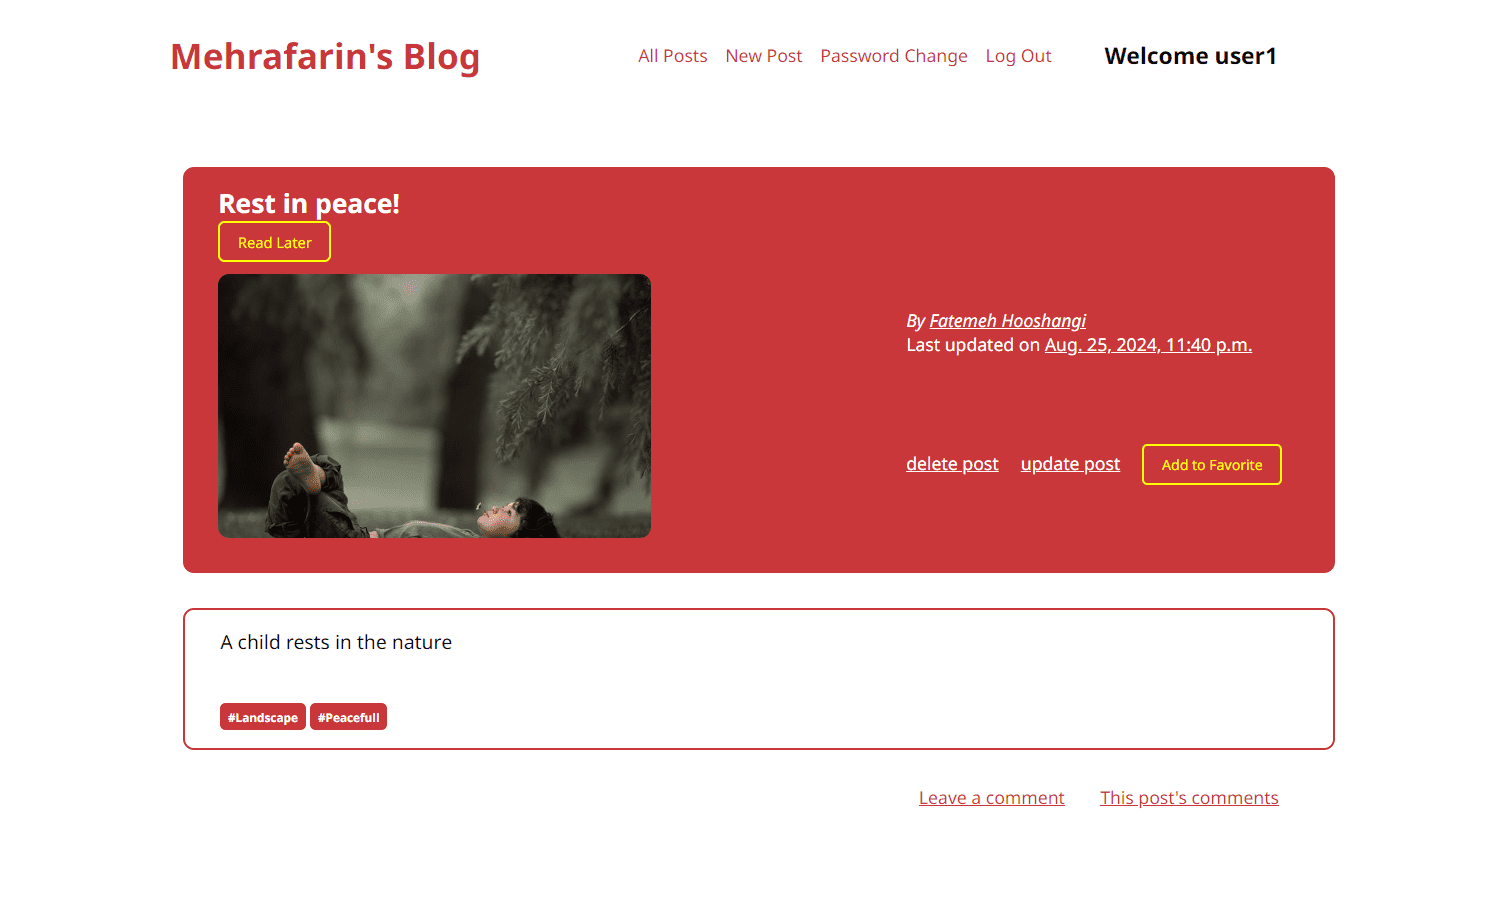 Mehrafarin's Blog
All Posts New Post Password Change Log Out
Welcome user1
Rest in peace!
Read Later
By Fatemeh Hooshangi
Last updated on Aug. 25, 2024, 11:40 p.m.
delete post update post Add to Favorite
A child rests in the nature
#Landscape #Peacefull
Leave a comment This post's comments